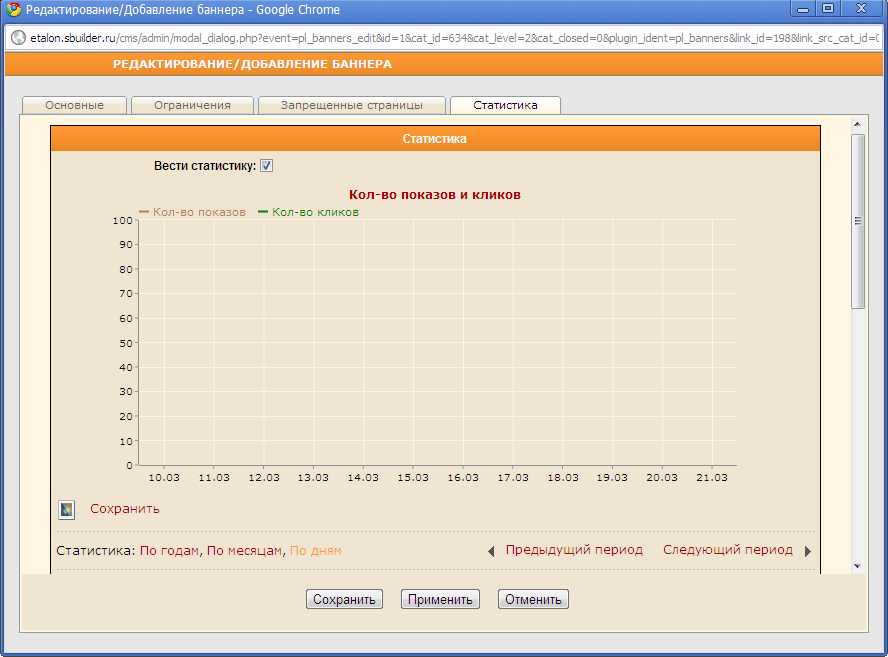 Редактирование/Добавление баннера - Google Chrome
etalon.sbuilder.ru/cms/admin/modal_dialog.php?event=pl_banners_edit&id=1&cat_id=634&cat_level=2&cat_closed=0&plugin_ident=pl_banners&link_id=198&link_src_cat_id=0
РЕДАКТИРОВАНИЕ/ДОБАВЛЕНИЕ БАННЕРА
Основные Ограничения Запрещенные страницы Статистика
Статистика
Вести статистику:
Кол-во показов и кликов
Кол-во показов Кол-во кликов
100
90
80
70
60
50
40
30
20
10
0
10.03 11.03 12.03 13.03 14.03 15.03 16.03 17.03 18.03 19.03 20.03 21.03
Сохранить
Статистика: По годам, По месяцам, По дням Предыдущий период Следующий период
Сохранить Применить Отменить